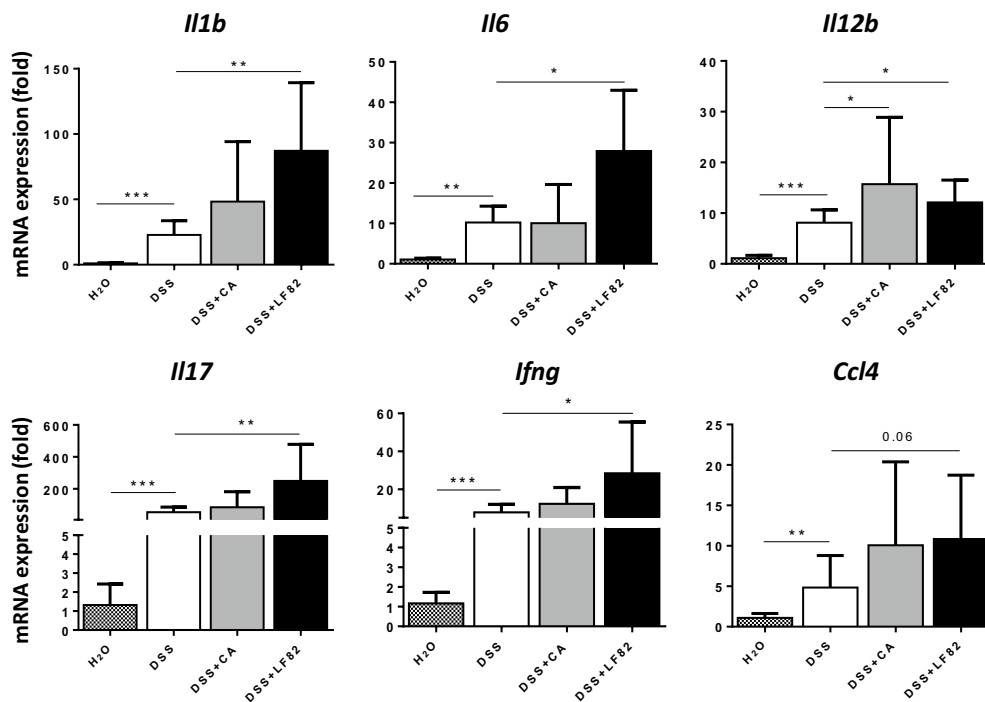 Il1b
Il6
Il12b
mRNA expression (fold)
150
100
50
0
***
**
H2O
DSS
DSS+CA
DSS+LF82
50
40
30
20
10
0
**
*
H2O
DSS
DSS+CA
DSS+LF82
40
30
20
10
0
***
*
*
H2O
DSS
DSS+CA
DSS+LF82
Il17
Ifng
Ccl4
mRNA expression (fold)
600
400
200
5
4
3
2
1
0
***
**
H2O
DSS
DSS+CA
DSS+LF82
60
40
20
5
4
3
2
1
0
***
*
H2O
DSS
DSS+CA
DSS+LF82
25
20
15
10
5
0
**
0.06
H2O
DSS
DSS+CA
DSS+LF82